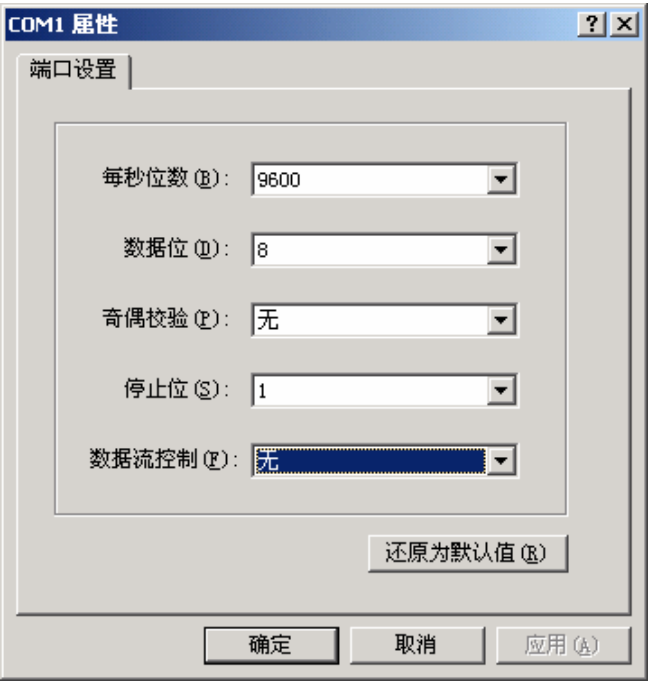 COM1 属性
端口设置
每秒位数(B): 9600
数据位(D): 8
奇偶校验(P): 无
停止位(S): 1
数据流控制(F): 无
还原为默认值(R)
确定 取消 应用(A)